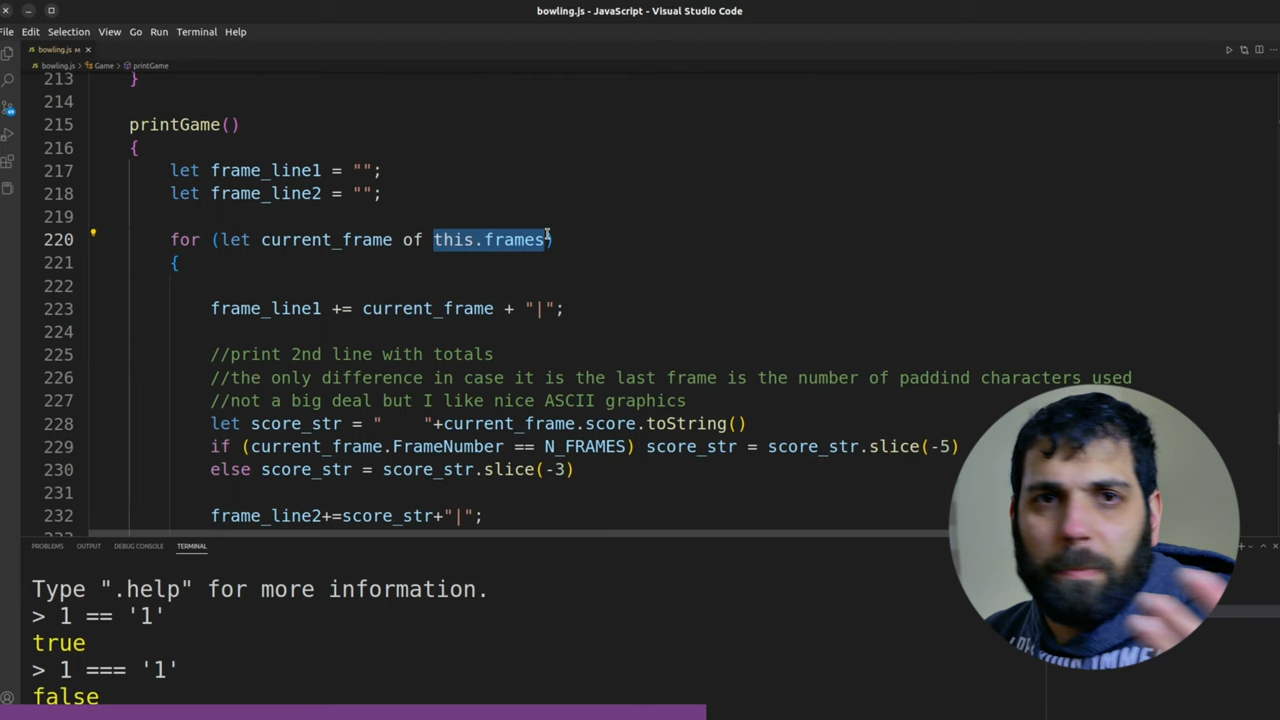 bowling.js - JavaScript - Visual Studio Code
File Edit Selection View Go Run Terminal Help
JS bowling.js M
JS bowling.js > Game > printGame
213 }
214
215 printGame()
216 {
217 let frame_line1 = "";
218 let frame_line2 = "";
219
220 for (let current_frame of this.frames)
221 {
222
223 frame_line1 += current_frame + "|";
224
225 //print 2nd line with totals
226 //the only difference in case it is the last frame is the number of paddind characters used
227 //not a big deal but I like nice ASCII graphics
228 let score_str = "    "+current_frame.score.toString()
229 if (current_frame.FrameNumber == N_FRAMES) score_str = score_str.slice(-5)
230 else score_str = score_str.slice(-3)
231
232 frame_line2+=score_str+"|";
PROBLEMS OUTPUT DEBUG CONSOLE TERMINAL
Type ".help" for more information.
> 1 == '1'
true
> 1 === '1'
false